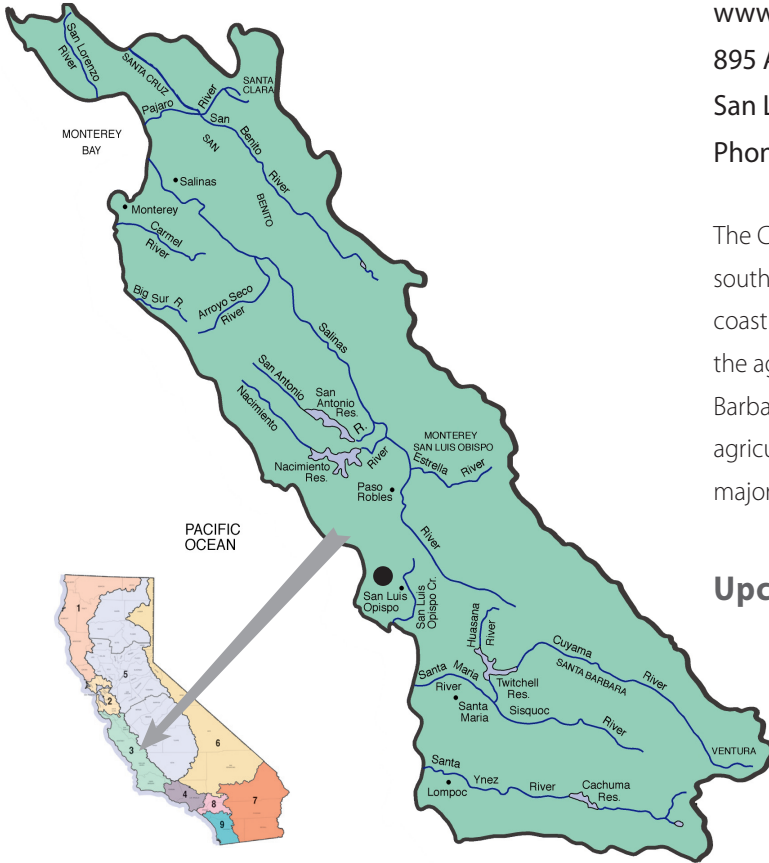 San Lorenzo
River
SANTA CRUZ
SANTA
CLARA
Pajaro
River
MONTEREY
BAY
San
Benito
River
SAN
BENITO
Salinas
Monterey
Carmel
River
Big Sur R.
Arroyo Seco
River
Salinas
San Antonio
San
Antonio
Res.
R.
Nacimiento
Nacimiento
Res.
River
MONTEREY
SAN LUIS OBISPO
Estrella River
Paso
Robles
River
PACIFIC
OCEAN
San Luis
Opispo
San Luis
Opispo Cr.
Huasana
River
Cuyama
River
SANTA BARBARA
Twitchell
Res.
Santa Maria
River
Santa
Maria
Sisquoc
River
VENTURA
Santa
Ynez
River
Cachuma
Res.
Lompoc
1
2
3
4
5
6
7
8
9
www
895 A
San L
Phon
The C
south
coast
the ag
Barba
agricu
major
Upc